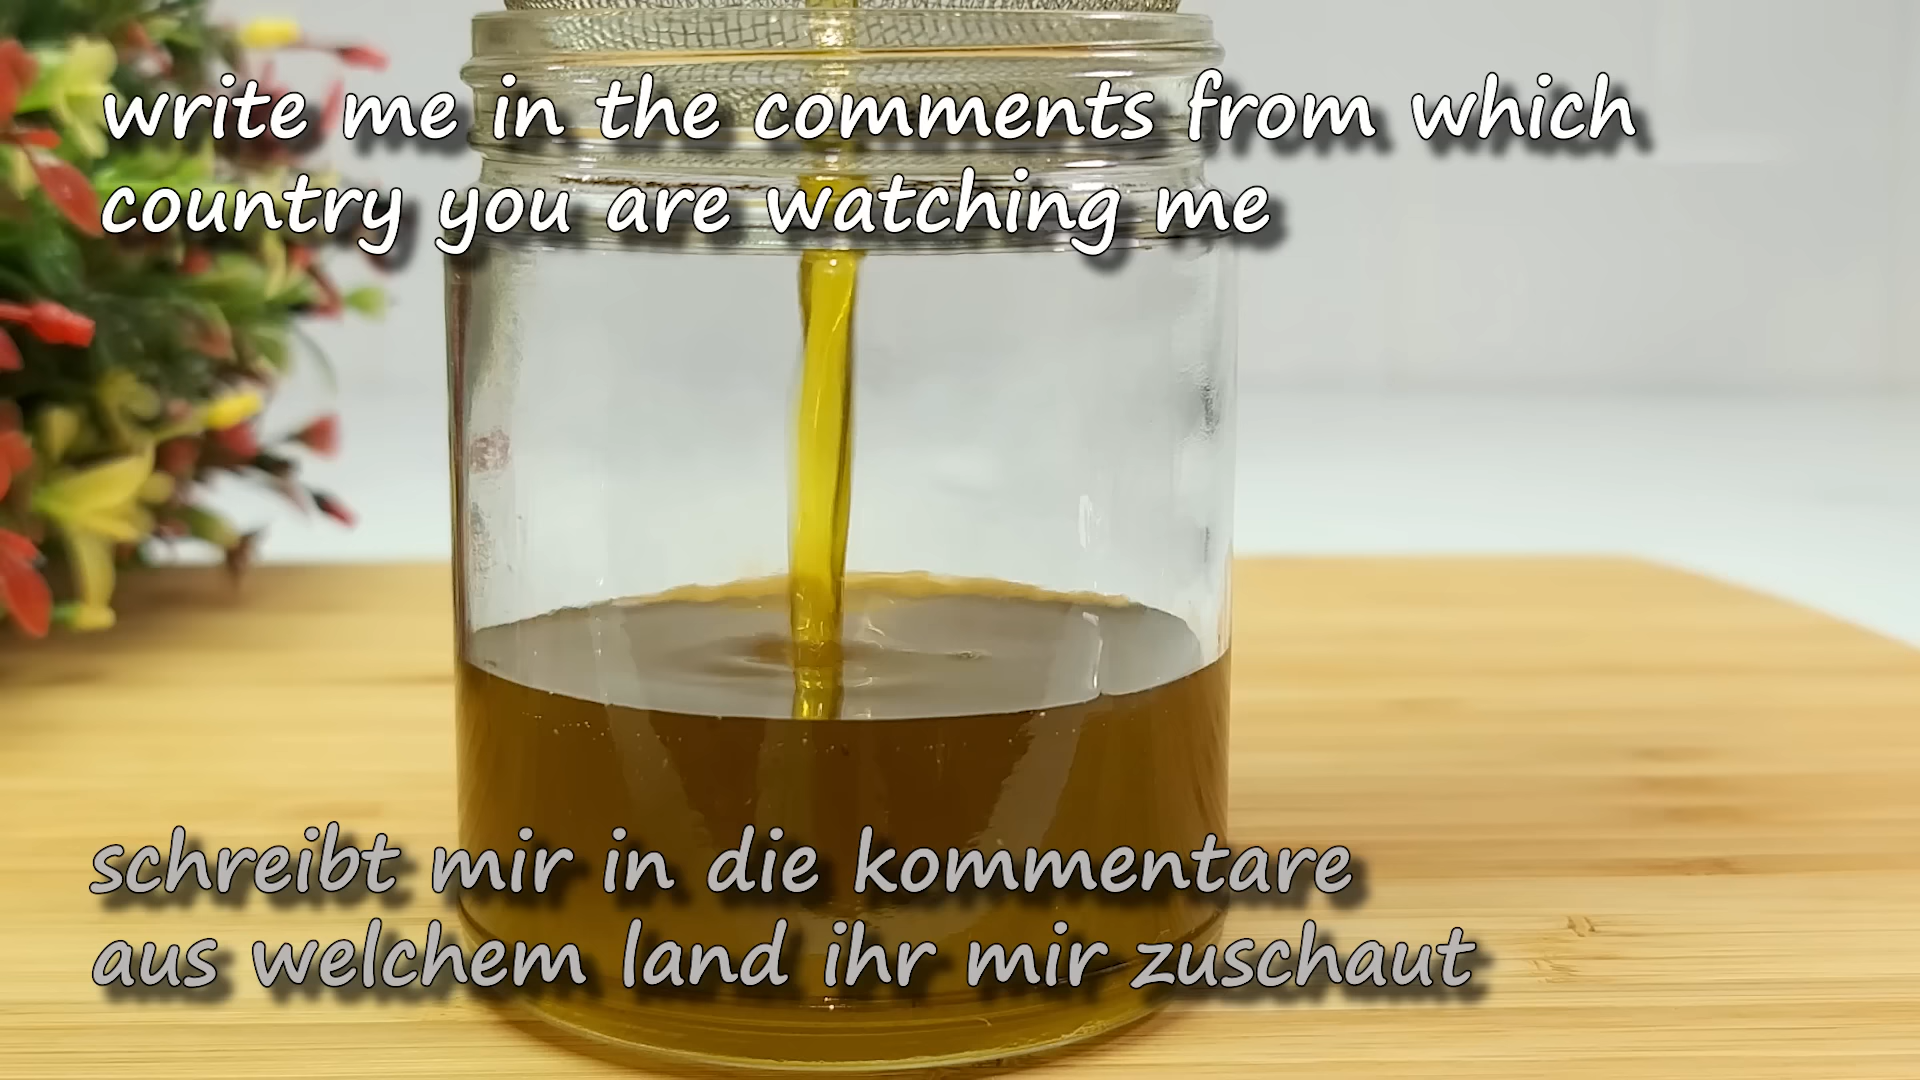 write me in the comments from which
country you are watching me
schreibt mir in die kommentare
aus welchem land ihr mir zuschaut